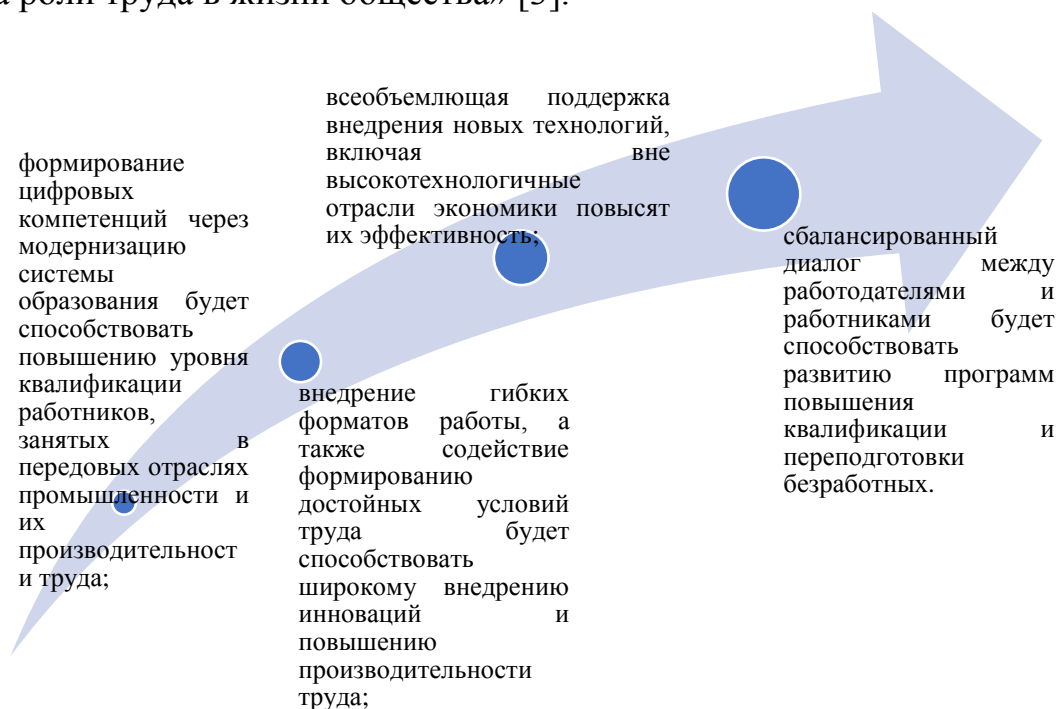 а роли труда в жизни общества» [5].
формирование
цифровых
компетенций через
модернизацию
системы
образования будет
способствовать
повышению уровня
квалификации
работников,
занятых в
передовых отраслях
промышленности и
их
производительност
и труда;
внедрение гибких
форматов работы, а
также содействие
формированию
достойных условий
труда будет
способствовать
широкому внедрению
инноваций и
повышению
производительности
труда;
всеобъемлющая поддержка
внедрения новых технологий,
включая вне
высокотехнологичные
отрасли экономики повысят
их эффективность;
сбалансированный
диалог между
работодателями и
работниками будет
способствовать
развитию программ
повышения
квалификации и
переподготовки
безработных.